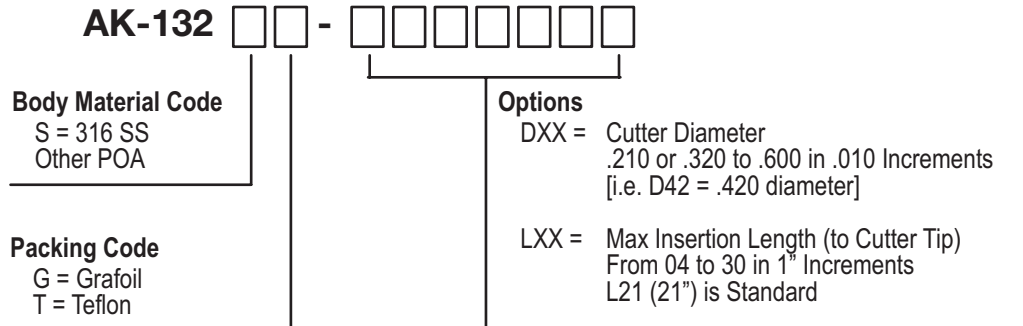 AK-132 -
Body Material Code
S = 316 SS
Other POA
Packing Code
G = Grafoil
T = Teflon
Options
DXX = Cutter Diameter
.210 or .320 to .600 in .010 Increments
[i.e. D42 = .420 diameter]
LXX = Max Insertion Length (to Cutter Tip)
From 04 to 30 in 1” Increments
L21 (21”) is Standard